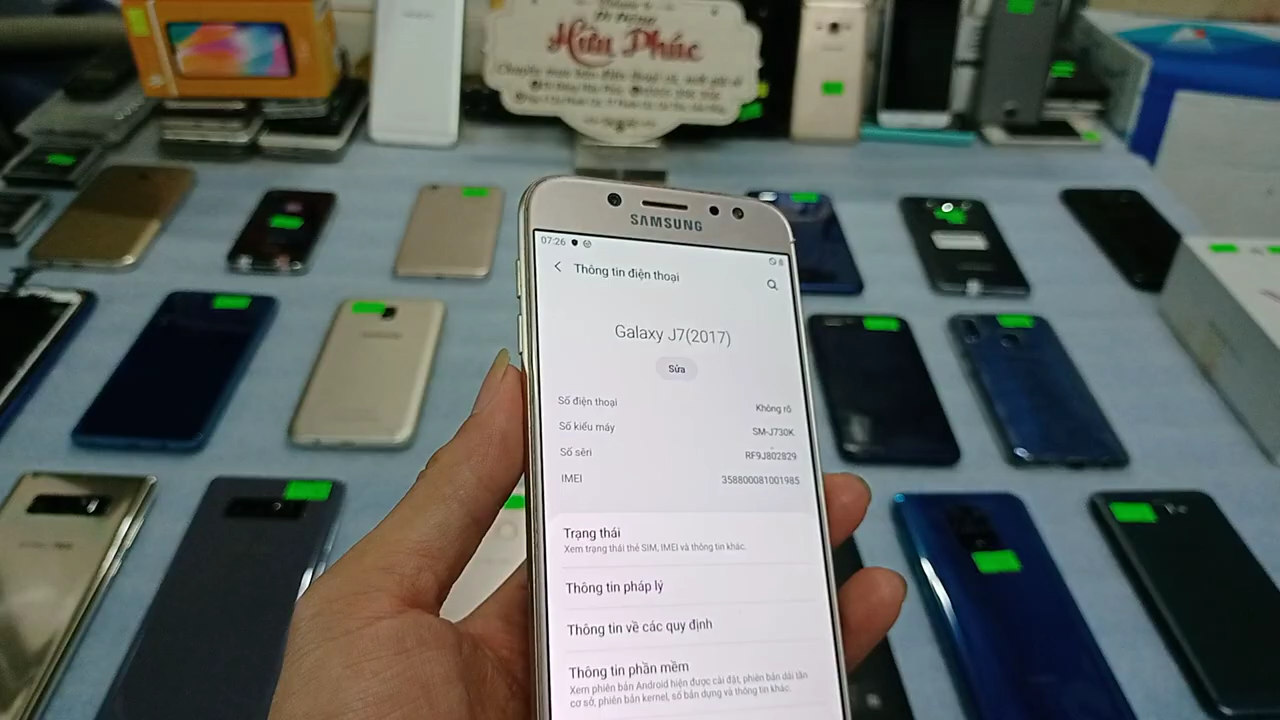 Hữu Phúc
SAMSUNG
07:26
Thông tin điện thoại
Galaxy J7(2017)
Sửa
Số điện thoại Không rõ
Số kiểu máy SM-J730K
Số sêri RF9J802829
IMEI 358800081001985
Trạng thái
Xem trạng thái thẻ SIM, IMEI và thông tin khác.
Thông tin pháp lý
Thông tin về các quy định
Thông tin phần mềm
Xem phiên bản Android hiện được cài đặt, phiên bản dải tần
cơ sở, phiên bản kernel, số bản dựng và thông tin khác.